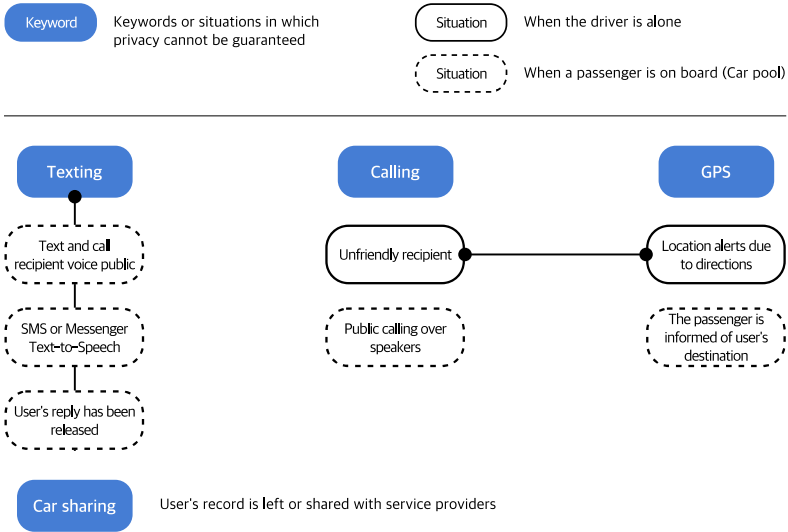 Keyword
Keywords or situations in which
privacy cannot be guaranteed
Situation
When the driver is alone
Situation
When a passenger is on board (Car pool)
Texting
Calling
GPS
Text and call
recipient voice public
Unfriendly recipient
Location alerts due
to directions
SMS or Messenger
Text-to-Speech
Public calling over
speakers
The passenger is
informed of user's
destination
User's reply has been
released
Car sharing
User's record is left or shared with service providers